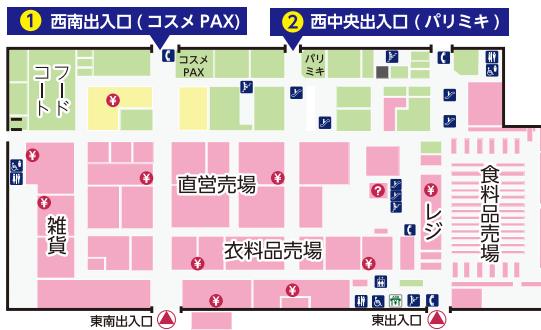 1 西南出入口 ( コスメ PAX)
2 西中央出入口 ( パリミキ )
コスメ
PAX
パリ
ミキ
フード
コート
¥
¥
¥
¥
直営売場
¥
?
¥
レジ
食料品売場
雑貨
衣料品売場
¥
¥
¥
¥
東南出入口
東出入口